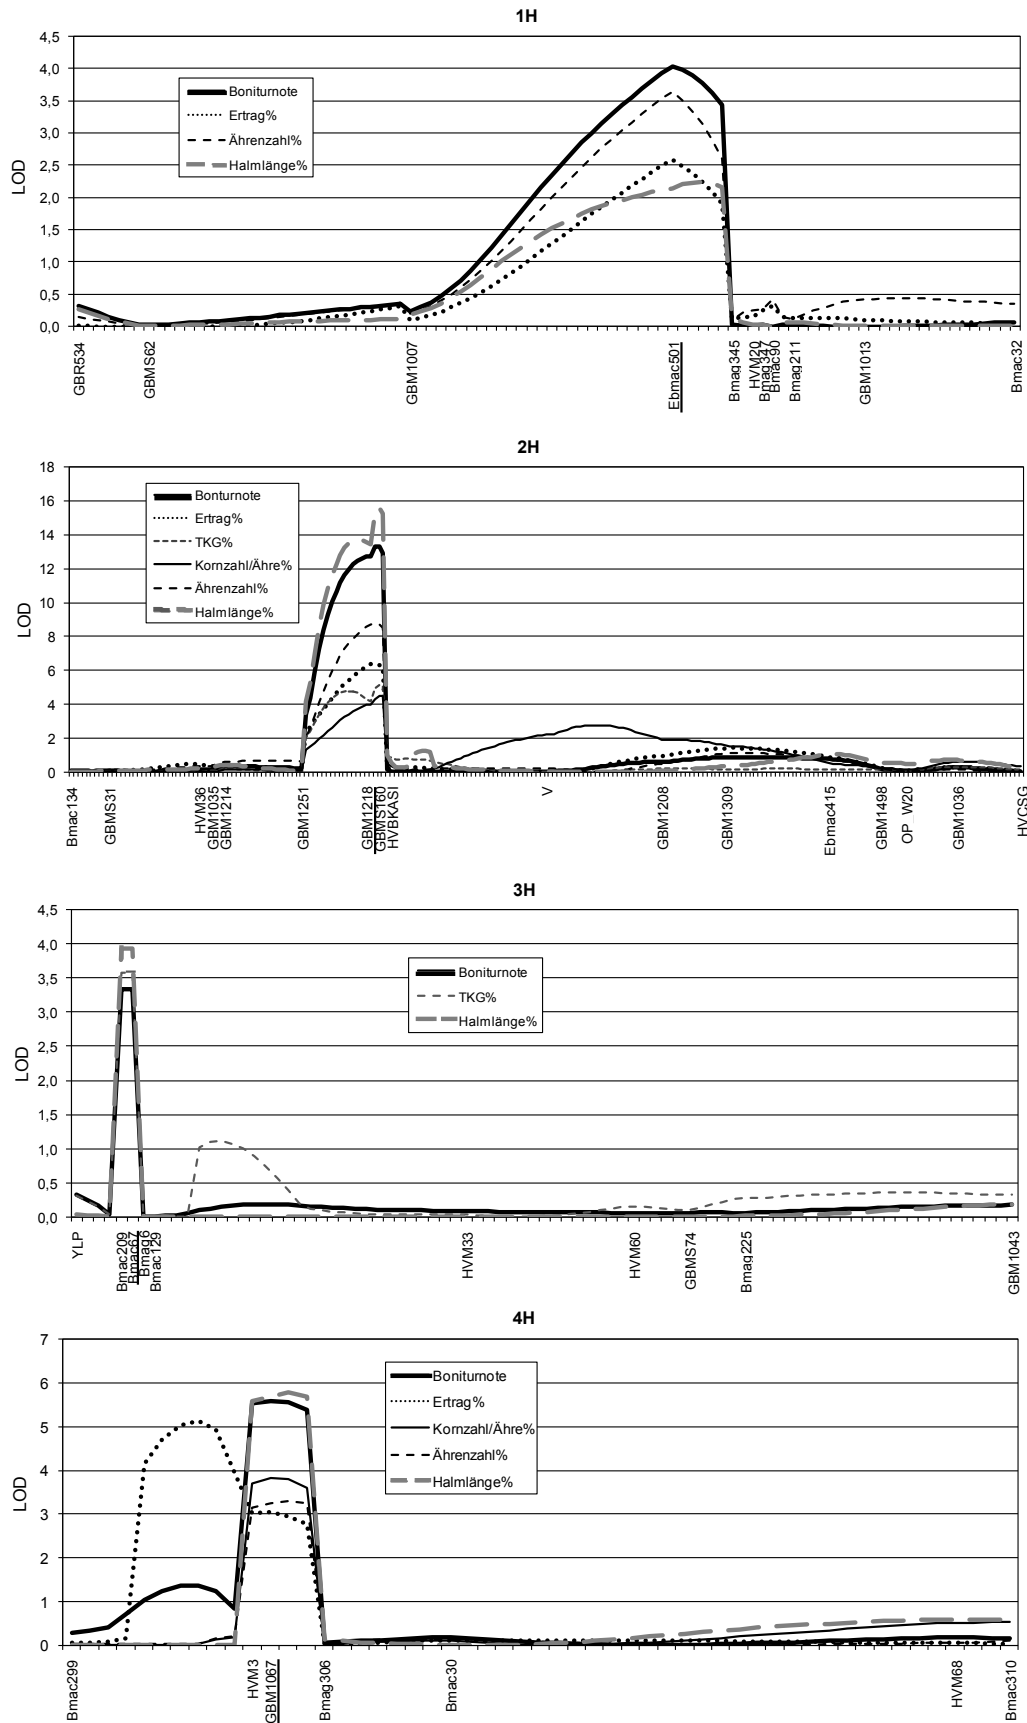 1H
4,5
4,0
3,5
3,0
2,5
2,0
1,5
1,0
0,5
0,0
LOD
Boniturnote
Ertrag%
Ährenzahl%
Halmlänge%
GBR534
GBMS62
GBM1007
Ebmac501
Bmag345
HVM20
Bmag347
Bmac90
Bmag211
GBM1013
Bmac32
2H
18
16
14
12
10
8
6
4
2
0
LOD
Bonturnote
Ertrag%
TKG%
Kornzahl/Ähre%
Ährenzahl%
Halmlänge%
Bmac134
GBMS31
HVM36
GBM1035
GBM1214
GBM1251
GBM1218
GBMS160
HVBKASI
V
GBM1208
GBM1309
Ebmac415
GBM1498
OP_W20
GBM1036
HVCSG
3H
4,5
4,0
3,5
3,0
2,5
2,0
1,5
1,0
0,5
0,0
LOD
Boniturnote
TKG%
Halmlänge%
YLP
Bmac209
Bmac67
Bmag6
Bmac129
HVM33
HVM60
GBMS74
Bmag225
GBM1043
4H
7
6
5
4
3
2
1
0
LOD
Boniturnote
Ertrag%
Kornzahl/Ähre%
Ährenzahl%
Halmlänge%
Bmac299
HVM3
GBM1067
Bmag306
Bmac30
HVM68
Bmac310